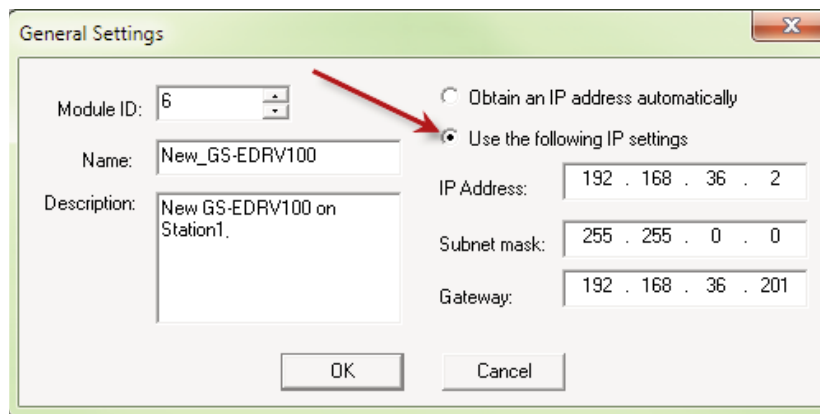 General Settings
Module ID: 6
Name: New_GS-EDRV100
Description: New GS-EDRV100 on
Station1.
Obtain an IP address automatically
Use the following IP settings
IP Address: 192 . 168 . 36 . 2
Subnet mask: 255 . 255 . 0 . 0
Gateway: 192 . 168 . 36 . 201
OK
Cancel